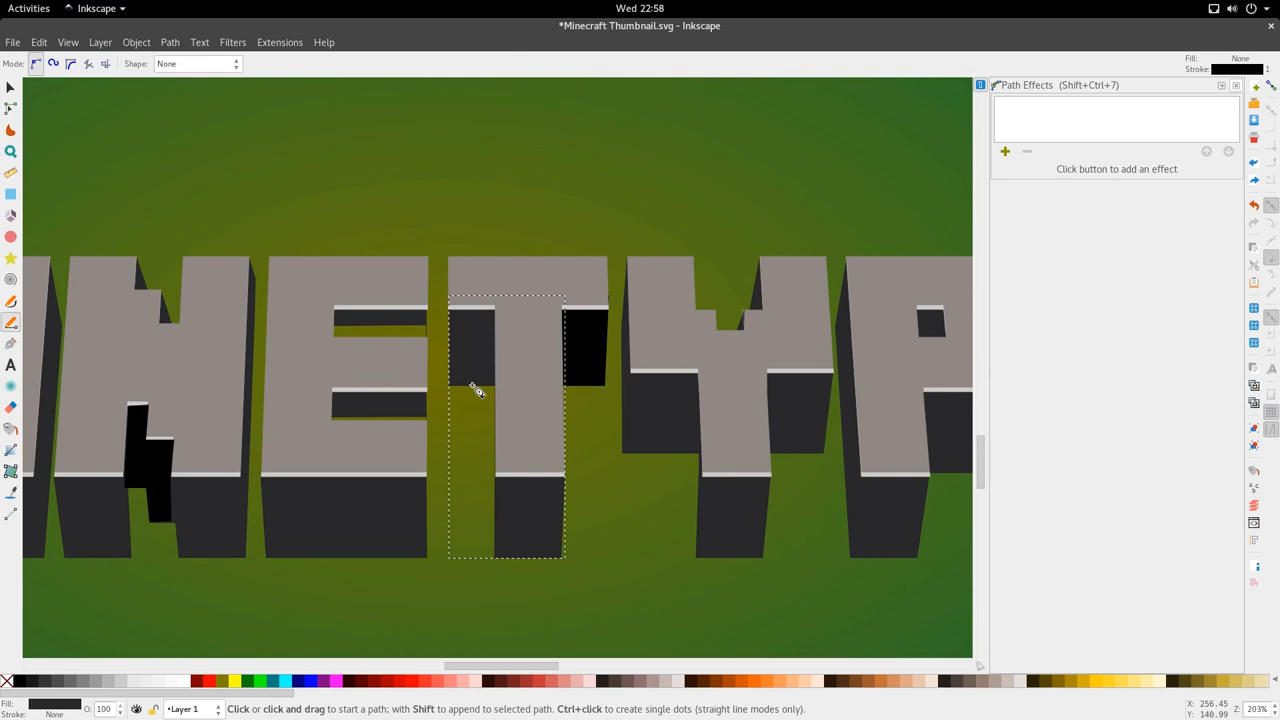 Activities
Inkscape
Wed 22:58
*Minecraft Thumbnail.svg - Inkscape
File Edit View Layer Object Path Text Filters Extensions Help
Mode:
Shape:
None
Fill:
None
Stroke:
1
Path Effects (Shift+Ctrl+7)
Click button to add an effect
NETYP
Fill:
Stroke:
None
O:
100
•Layer 1
Click or click and drag to start a path; with Shift to append to selected path. Ctrl+click to create single dots (straight line modes only).
X: 256.45
Y: 140.99
Z:
203%